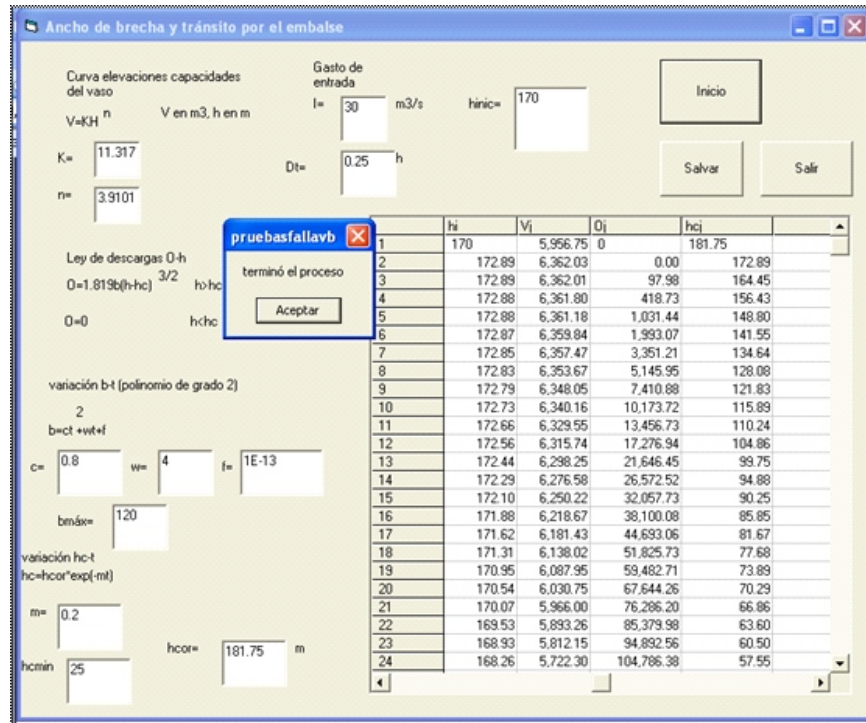 Ancho de brecha y tránsito por el embalse
Curva elevaciones capacidades
del vaso
V=KH n
V en m3, h en m
K= 11.317
n= 3.9101
Gasto de
entrada
I= 30 m3/s
Dt= 0.25 h
hinic= 170
Inicio
Salvar
Salir
Ley de descargas O-h
O=1.819b(h-hc) 3/2 h>hc
O=0 h<hc
pruebasfallavb
terminó el proceso
Aceptar
variación b-t (polinomio de grado 2)
2
b=ct +wt+f
c= 0.8 w= 4 f= 1E-13
bmáx= 120
variación hc-t
hc=hcor*exp(-mt)
m= 0.2
hcor= 181.75 m
hcmin 25
hi Vj Oj hcj
1 170 5,956.75 0 181.75
2 172.89 6,362.03 0.00 172.89
3 172.89 6,362.01 97.98 164.45
4 172.88 6,361.80 418.73 156.43
5 172.88 6,361.18 1,031.44 148.80
6 172.87 6,359.84 1,993.07 141.55
7 172.85 6,357.47 3,351.21 134.64
8 172.83 6,353.67 5,145.95 128.08
9 172.79 6,348.05 7,410.88 121.83
10 172.73 6,340.16 10,173.72 115.89
11 172.66 6,329.55 13,456.73 110.24
12 172.56 6,315.74 17,276.94 104.86
13 172.44 6,298.25 21,646.45 99.75
14 172.29 6,276.58 26,572.52 94.88
15 172.10 6,250.22 32,057.73 90.25
16 171.88 6,218.67 38,100.08 85.85
17 171.62 6,181.43 44,693.06 81.67
18 171.31 6,138.02 51,825.73 77.68
19 170.95 6,087.95 59,482.71 73.89
20 170.54 6,030.75 67,644.26 70.29
21 170.07 5,966.00 76,286.20 66.86
22 169.53 5,893.26 85,379.98 63.60
23 168.93 5,812.15 94,892.56 60.50
24 168.26 5,722.30 104,786.38 57.55